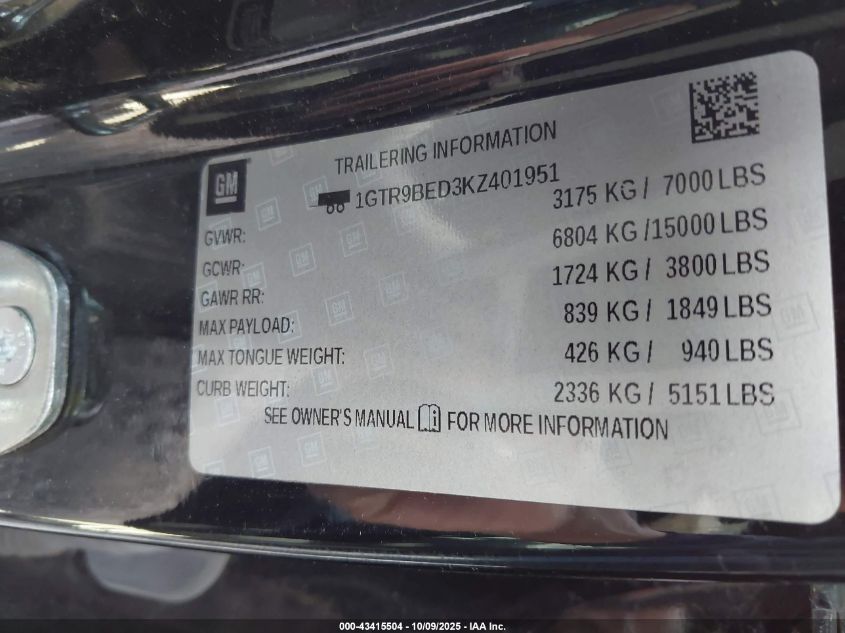 TRAILERING INFORMATION
GM
1GTR9BED3KZ401951
GVWR: 3175 KG / 7000 LBS
GCWR: 6804 KG /15000 LBS
GAWR RR: 1724 KG / 3800 LBS
MAX PAYLOAD: 839 KG / 1849 LBS
MAX TONGUE WEIGHT: 426 KG / 940 LBS
CURB WEIGHT: 2336 KG / 5151 LBS
SEE OWNER'S MANUAL FOR MORE INFORMATION
000-43415504 - 10/09/2025 - IAA Inc.